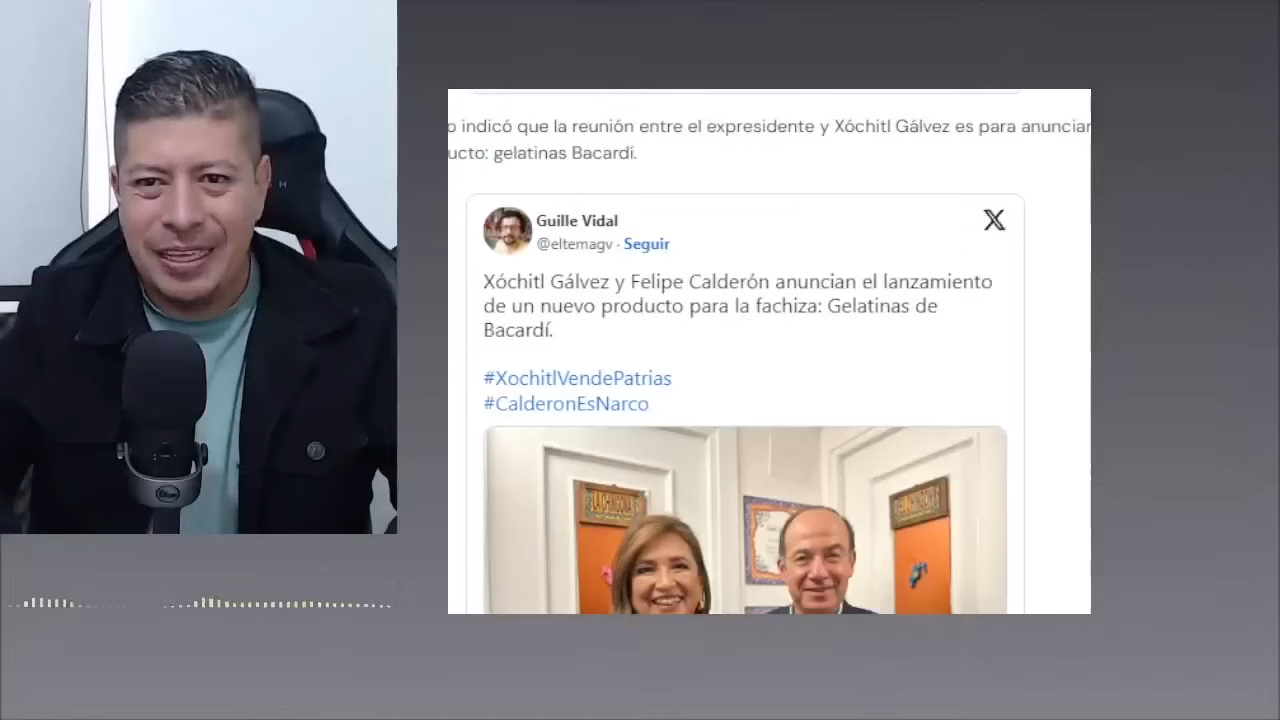 o indicó que la reunión entre el expresidente y Xóchitl Gálvez es para anunciar
ucto: gelatinas Bacardí.
Guille Vidal
@eltemagv · Seguir
Xóchitl Gálvez y Felipe Calderón anuncian el lanzamiento
de un nuevo producto para la fachiza: Gelatinas de
Bacardí.
#XochitlVendePatrias
#CalderonEsNarco
LA CHINGONA